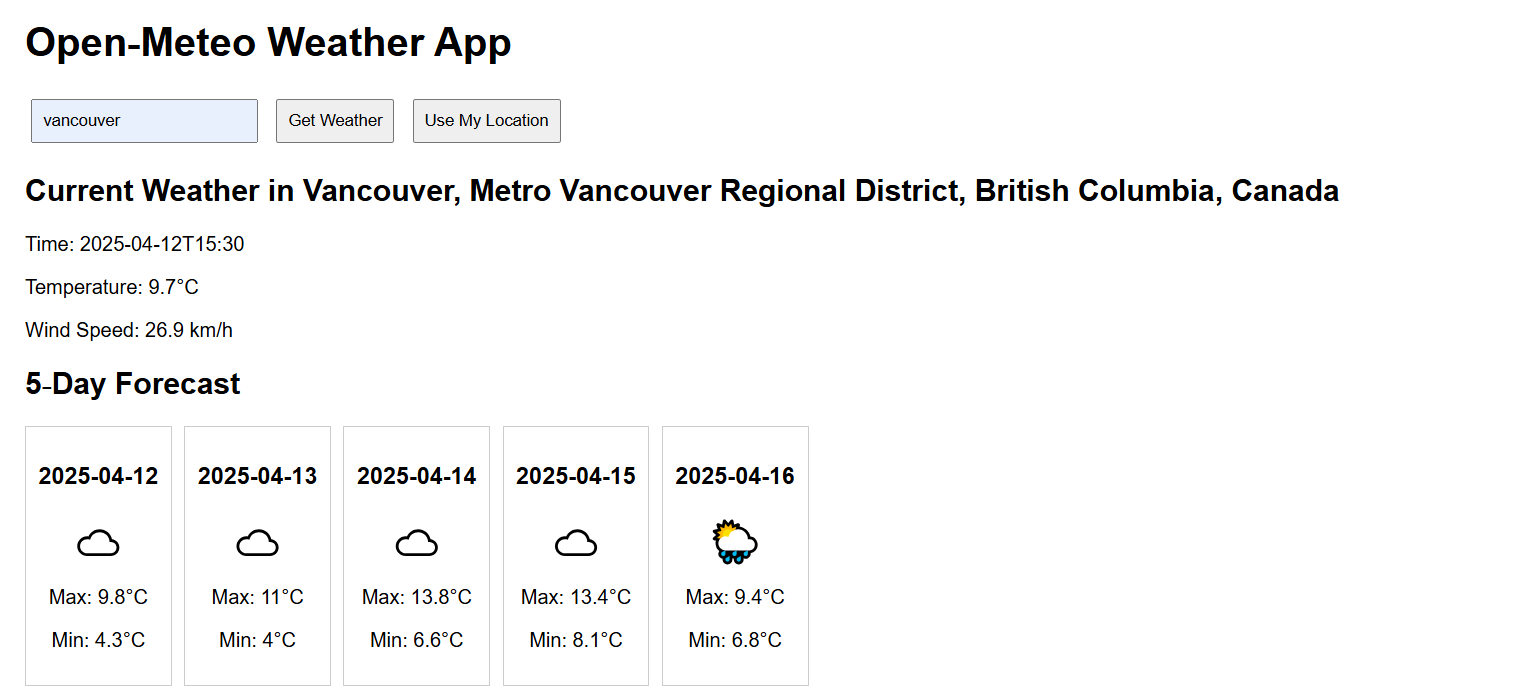 Open-Meteo Weather App
vancouver Get Weather Use My Location
Current Weather in Vancouver, Metro Vancouver Regional District, British Columbia, Canada
Time: 2025-04-12T15:30
Temperature: 9.7°C
Wind Speed: 26.9 km/h
5-Day Forecast
2025-04-12 2025-04-13 2025-04-14 2025-04-15 2025-04-16
Max: 9.8°C Max: 11°C Max: 13.8°C Max: 13.4°C Max: 9.4°C
Min: 4.3°C Min: 4°C Min: 6.6°C Min: 8.1°C Min: 6.8°C